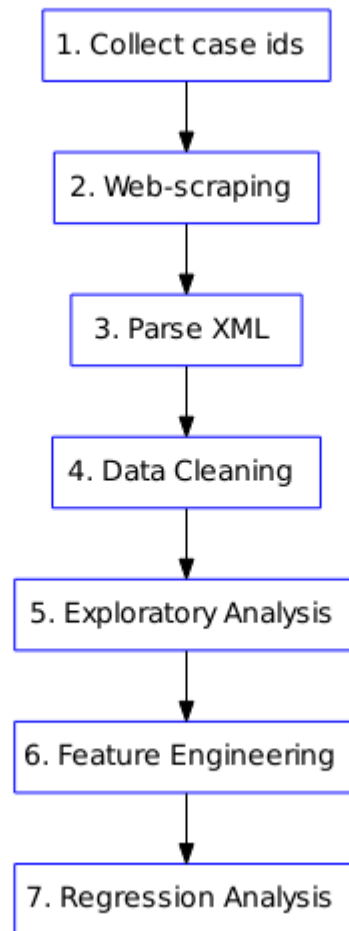 1. Collect case ids
2. Web-scraping
3. Parse XML
4. Data Cleaning
5. Exploratory Analysis
6. Feature Engineering
7. Regression Analysis